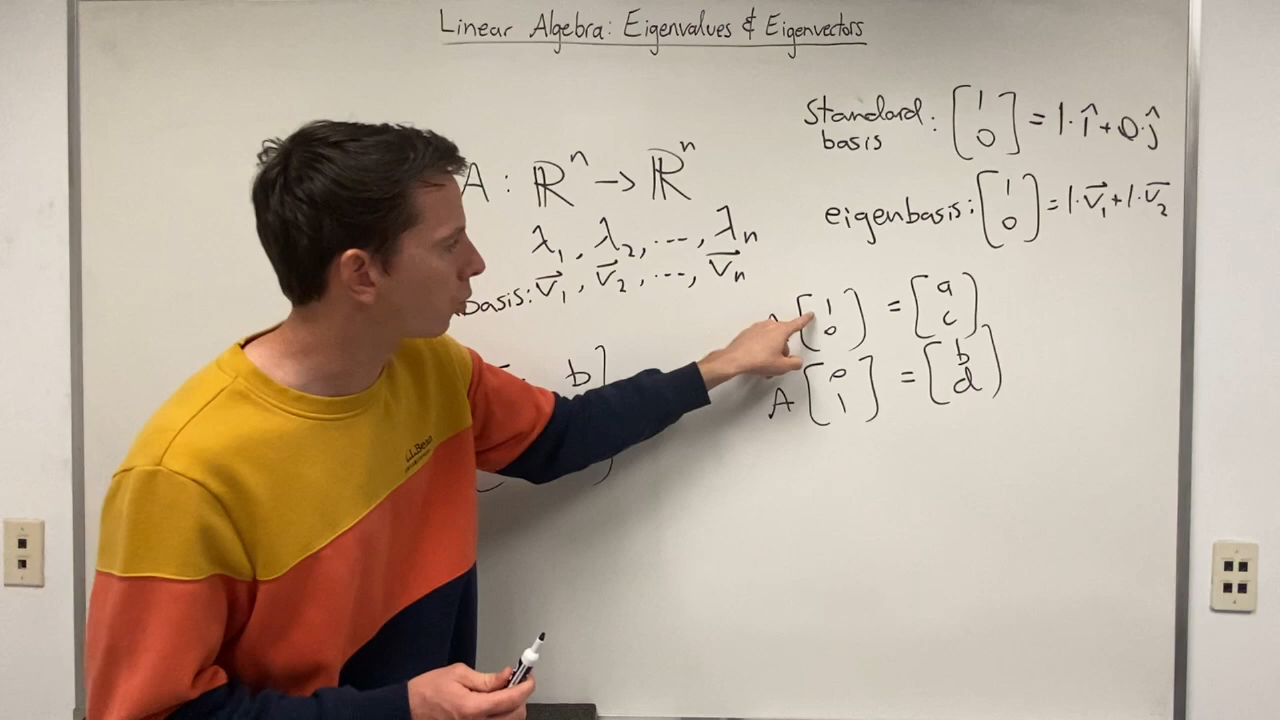 Linear Algebra: Eigenvalues & Eigenvectors
A : ℝⁿ → ℝⁿ
λ₁, λ₂, ..., λₙ
basis: v⃗₁, v⃗₂, ..., v⃗ₙ
b
Standard basis: [1 0] = 1·î + 0·ĵ
eigenbasis: [1 0] = 1·v⃗₁ + 1·v⃗₂
[1 0] = [a c]
A [0 1] = [b d]
L.L.Bean